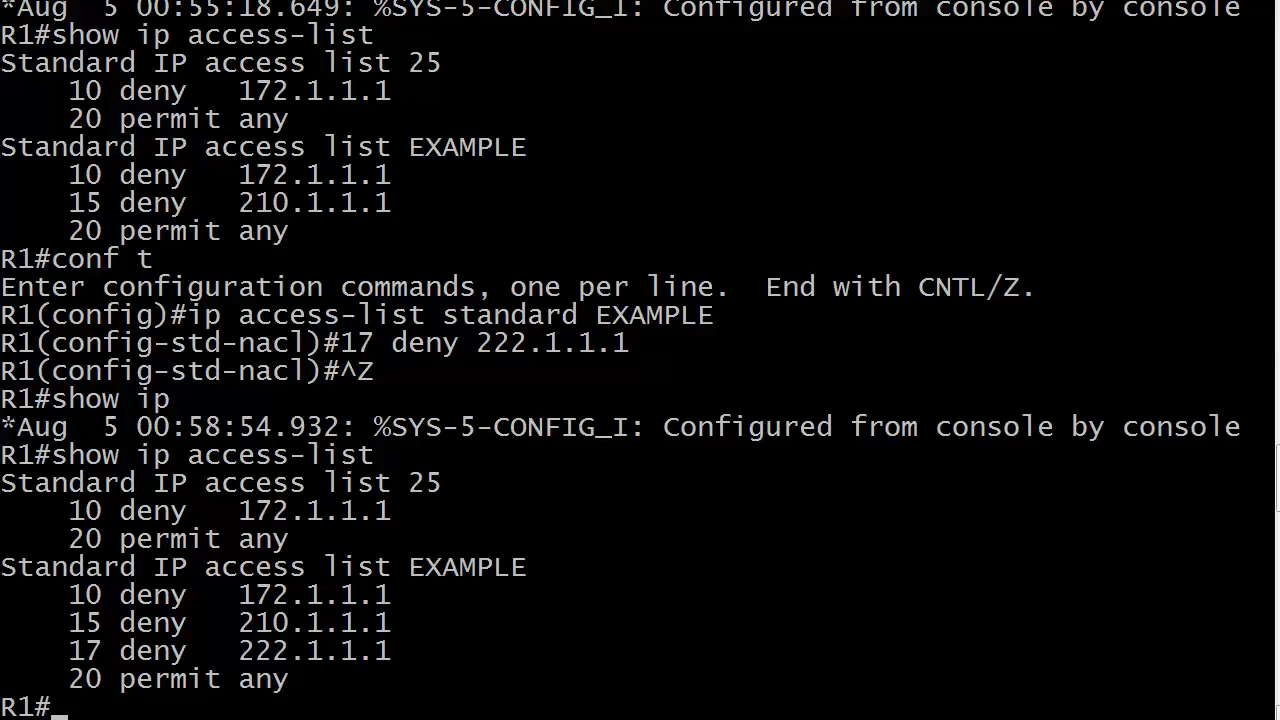 *Aug  5 00:55:18.649: %SYS-5-CONFIG_I: Configured from console by console
R1#show ip access-list
Standard IP access list 25
    10 deny   172.1.1.1
    20 permit any
Standard IP access list EXAMPLE
    10 deny   172.1.1.1
    15 deny   210.1.1.1
    20 permit any
R1#conf t
Enter configuration commands, one per line.  End with CNTL/Z.
R1(config)#ip access-list standard EXAMPLE
R1(config-std-nacl)#17 deny 222.1.1.1
R1(config-std-nacl)#^Z
R1#show ip
*Aug  5 00:58:54.932: %SYS-5-CONFIG_I: Configured from console by console
R1#show ip access-list
Standard IP access list 25
    10 deny   172.1.1.1
    20 permit any
Standard IP access list EXAMPLE
    10 deny   172.1.1.1
    15 deny   210.1.1.1
    17 deny   222.1.1.1
    20 permit any
R1#